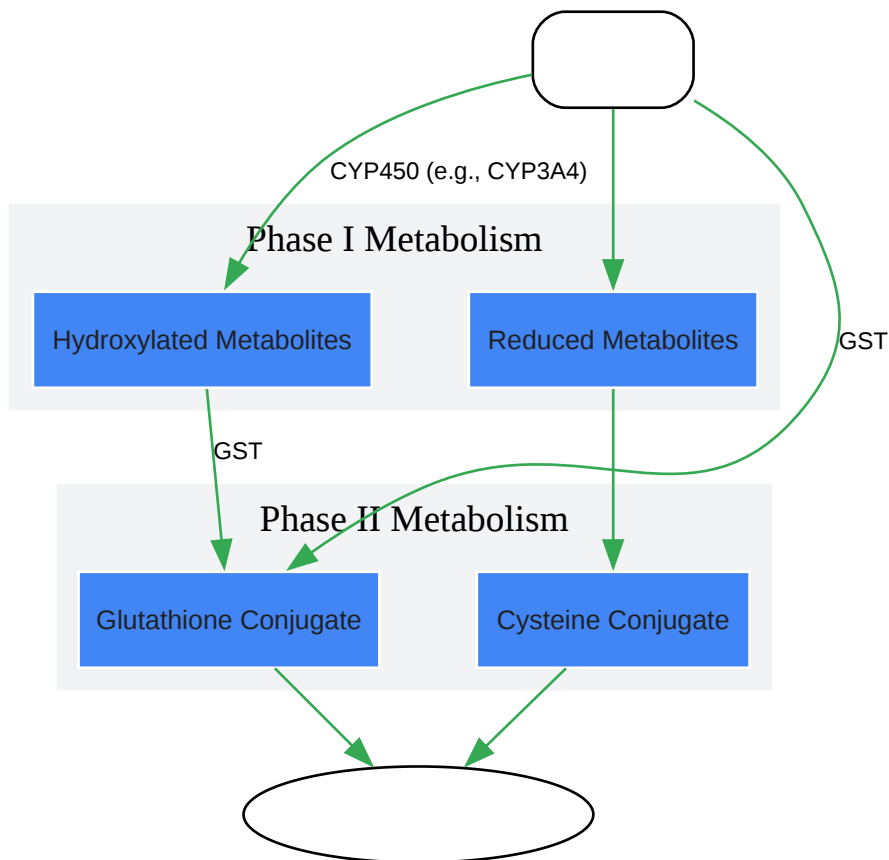 CYP450 (e.g., CYP3A4)
Phase I Metabolism
Hydroxylated Metabolites
Reduced Metabolites
GST
GST
Phase II Metabolism
Glutathione Conjugate
Cysteine Conjugate